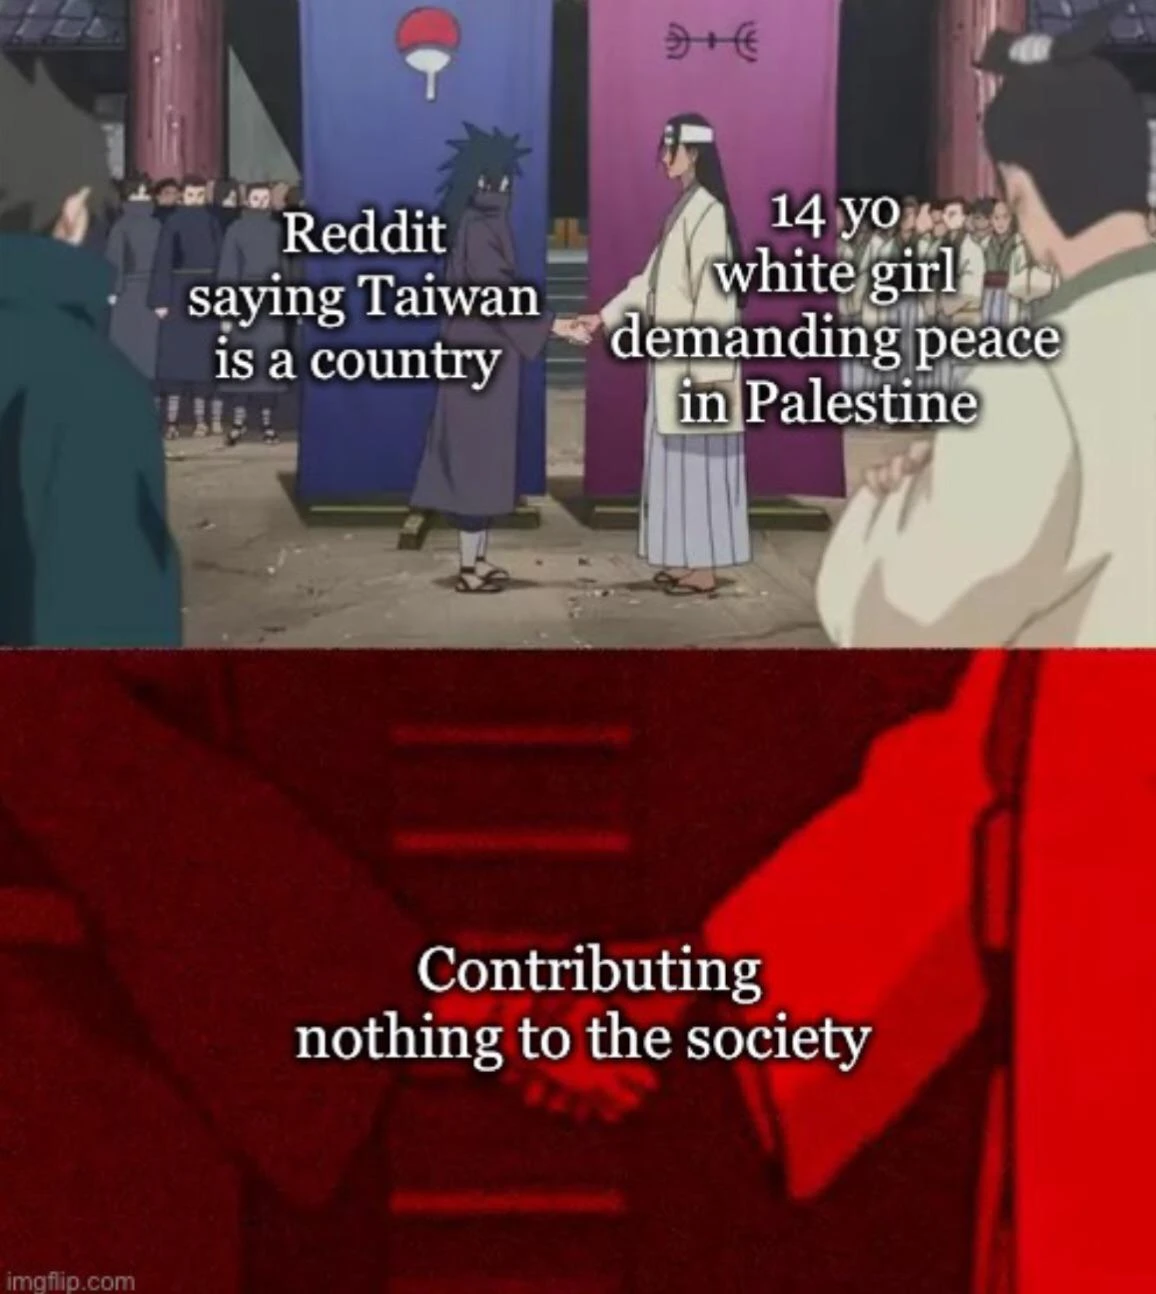 Reddit
saying Taiwan
is a country
14 yo
white girl
demanding peace
in Palestine
Contributing
nothing to the society
imgflip.com